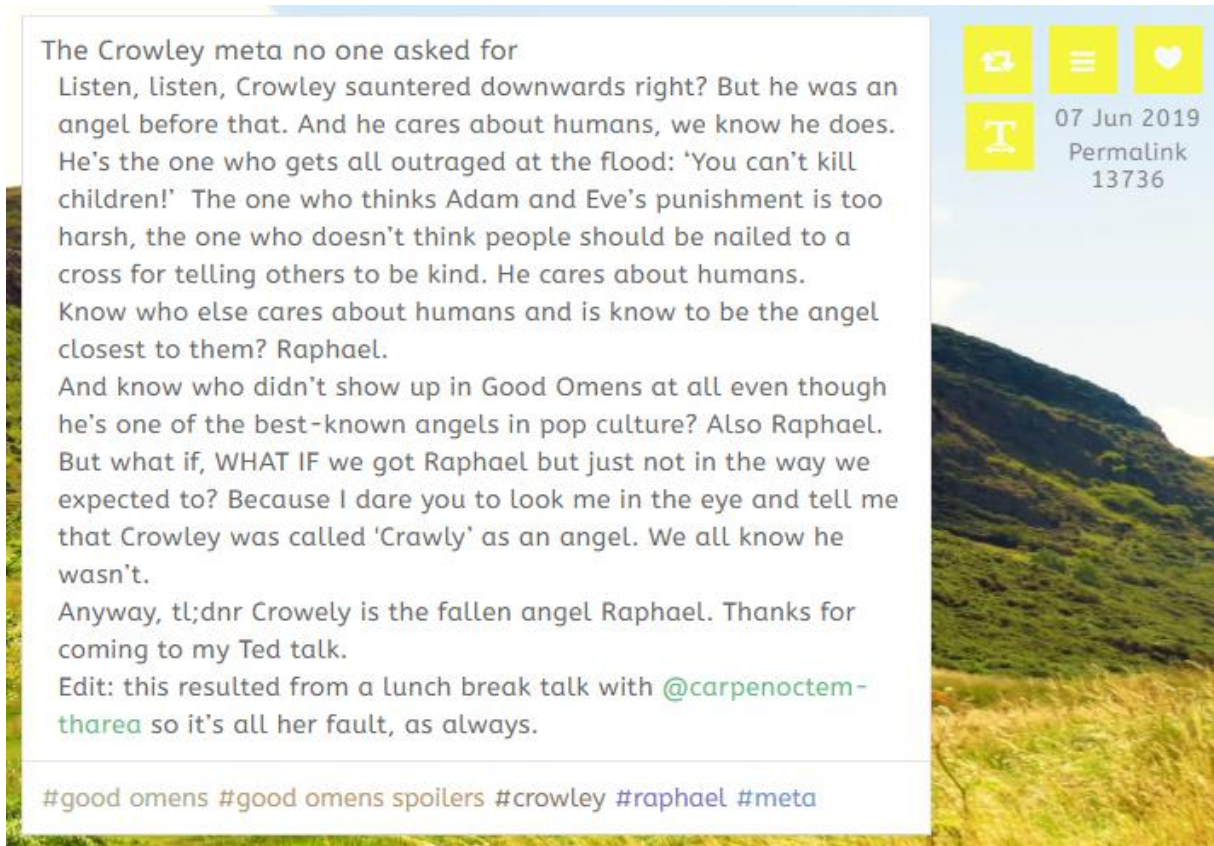 The Crowley meta no one asked for
Listen, listen, Crowley sauntered downwards right? But he was an
angel before that. And he cares about humans, we know he does.
He's the one who gets all outraged at the flood: ‘You can't kill
children!’  The one who thinks Adam and Eve's punishment is too
harsh, the one who doesn't think people should be nailed to a
cross for telling others to be kind. He cares about humans.
Know who else cares about humans and is know to be the angel
closest to them? Raphael.
And know who didn't show up in Good Omens at all even though
he's one of the best-known angels in pop culture? Also Raphael.
But what if, WHAT IF we got Raphael but just not in the way we
expected to? Because I dare you to look me in the eye and tell me
that Crowley was called 'Crawly’ as an angel. We all know he
wasn't.
Anyway, tl;dnr Crowely is the fallen angel Raphael. Thanks for
coming to my Ted talk.
Edit: this resulted from a lunch break talk with @carpenoctem-
tharea so it's all her fault, as always.
#good omens #good omens spoilers #crowley #raphael #meta
07 Jun 2019
Permalink
13736